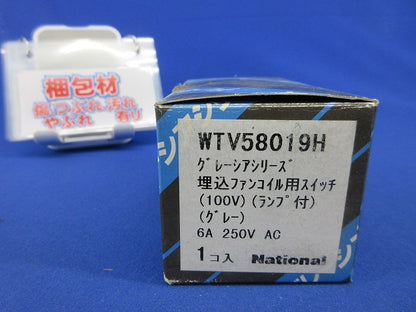 梱包材
傷、つぶれ、汚れ
やぶれ 有り
WTV58019H
グレーシアシリーズ
埋込ファンコイル用スイッチ
(100V)(ランプ付)
(グレー)
6A 250V AC
1コ入 National